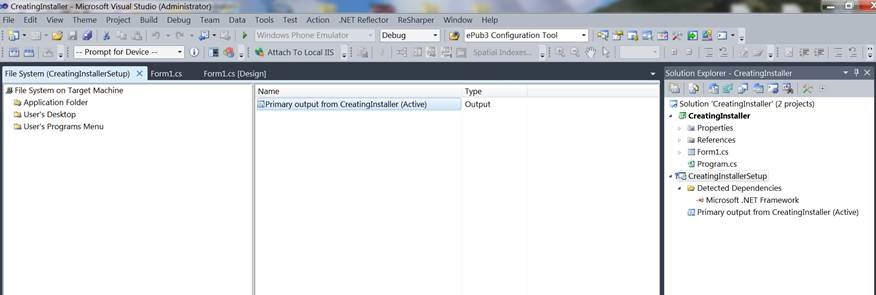 CreatingInstaller - Microsoft Visual Studio (Administrator)
File Edit View Theme Project Build Debug Team Data Tools Test Action .NET Reflector ReSharper Window Help
Windows Phone Emulator Debug ePub3 Configuration Tool
-- Prompt for Device -- Attach To Local IIS Spatial Indexes...
File System (CreatingInstallerSetup) Form1.cs Form1.cs [Design]
File System on Target Machine
Application Folder
User's Desktop
User's Programs Menu
Name Type
Primary output from CreatingInstaller (Active) Output
Solution Explorer - CreatingInstaller
Solution 'CreatingInstaller' (2 projects)
CreatingInstaller
Properties
References
Form1.cs
Program.cs
CreatingInstallerSetup
Detected Dependencies
Microsoft .NET Framework
Primary output from CreatingInstaller (Active)